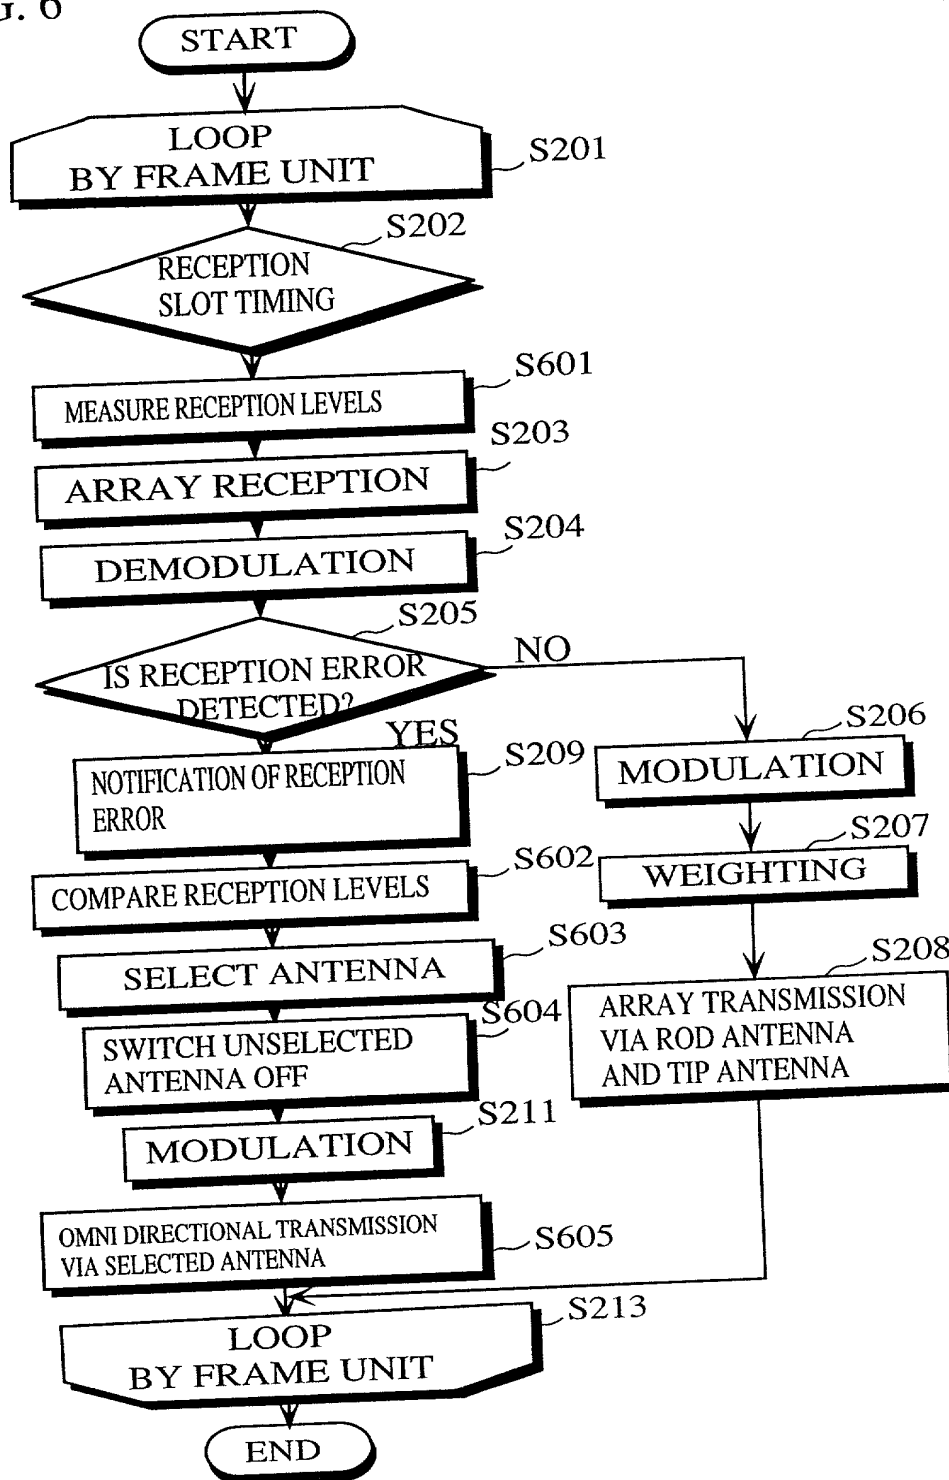 G. 6
START
LOOP
BY FRAME UNIT
S201
S202
RECEPTION
SLOT TIMING
S601
MEASURE RECEPTION LEVELS
S203
ARRAY RECEPTION
S204
DEMODULATION
S205
IS RECEPTION ERROR
DETECTED?
NO
YES
S206
MODULATION
S209
NOTIFICATION OF RECEPTION
ERROR
S207
WEIGHTING
S602
COMPARE RECEPTION LEVELS
S603
SELECT ANTENNA
S208
ARRAY TRANSMISSION
VIA ROD ANTENNA
AND TIP ANTENNA
S604
SWITCH UNSELECTED
ANTENNA OFF
S211
MODULATION
OMNI DIRECTIONAL TRANSMISSION
VIA SELECTED ANTENNA
S605
S213
LOOP
BY FRAME UNIT
END